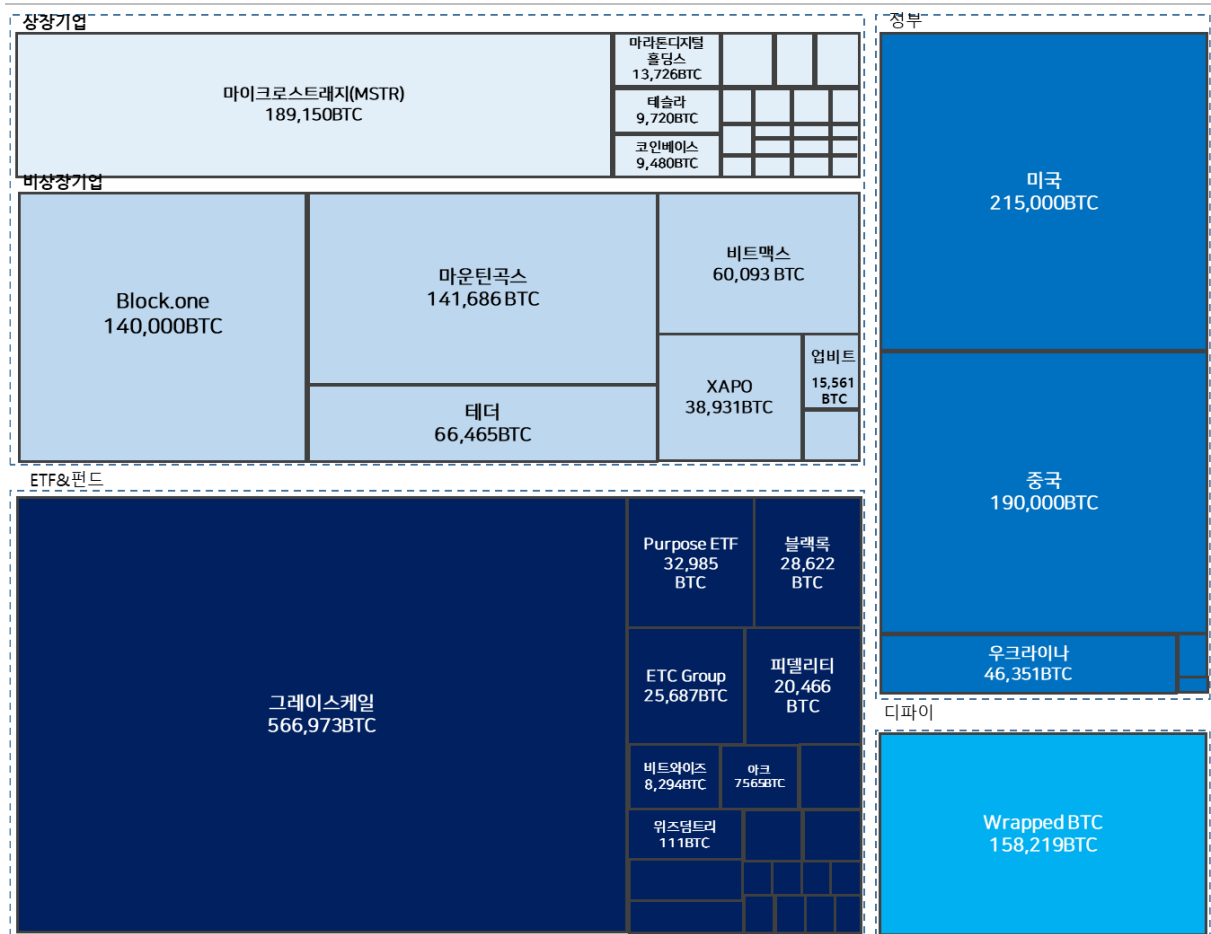 상장기업
마이크로스트래지(MSTR)
189,150BTC
마라톤디지털
홀딩스
13,726BTC
테슬라
9,720BTC
코인베이스
9,480BTC
비상장기업
Block.one
140,000BTC
마운틴곡스
141,686 BTC
테더
66,465BTC
비트맥스
60,093 BTC
XAPO
38,931BTC
업비트
15,561
BTC
ETF&펀드
그레이스케일
566,973BTC
Purpose ETF
32,985
BTC
블랙록
28,622
BTC
ETC Group
25,687BTC
피델리티
20,466
BTC
비트와이즈
8,294BTC
아크
7565BTC
위즈덤트리
111BTC
정부
미국
215,000BTC
중국
190,000BTC
우크라이나
46,351BTC
디파이
Wrapped BTC
158,219BTC